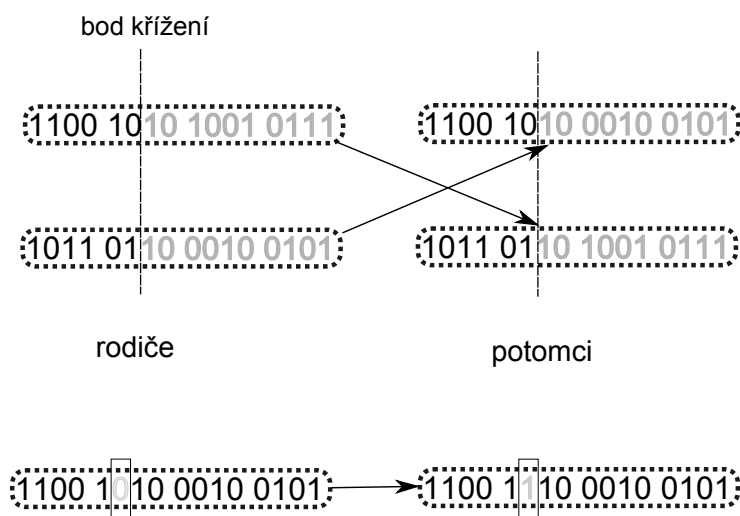 bod křížení
1100 1010 1001 0111
1100 1010 0010 0101
1011 0110 0010 0101
1011 0110 1001 0111
rodiče
potomci
1100 1010 0010 0101
1100 1110 0010 0101